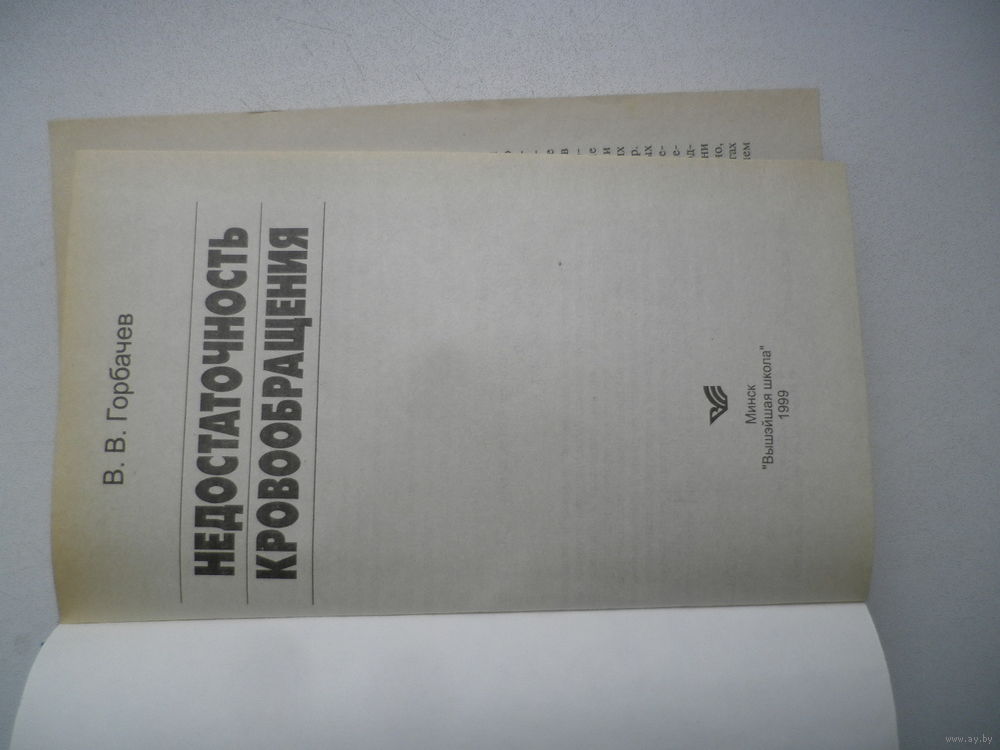 В. В. Горбачев
НЕДОСТАТОЧНОСТЬ
КРОВООБРАЩЕНИЯ
Минск
"Вышэйшая школа"
1999
www.ay.by